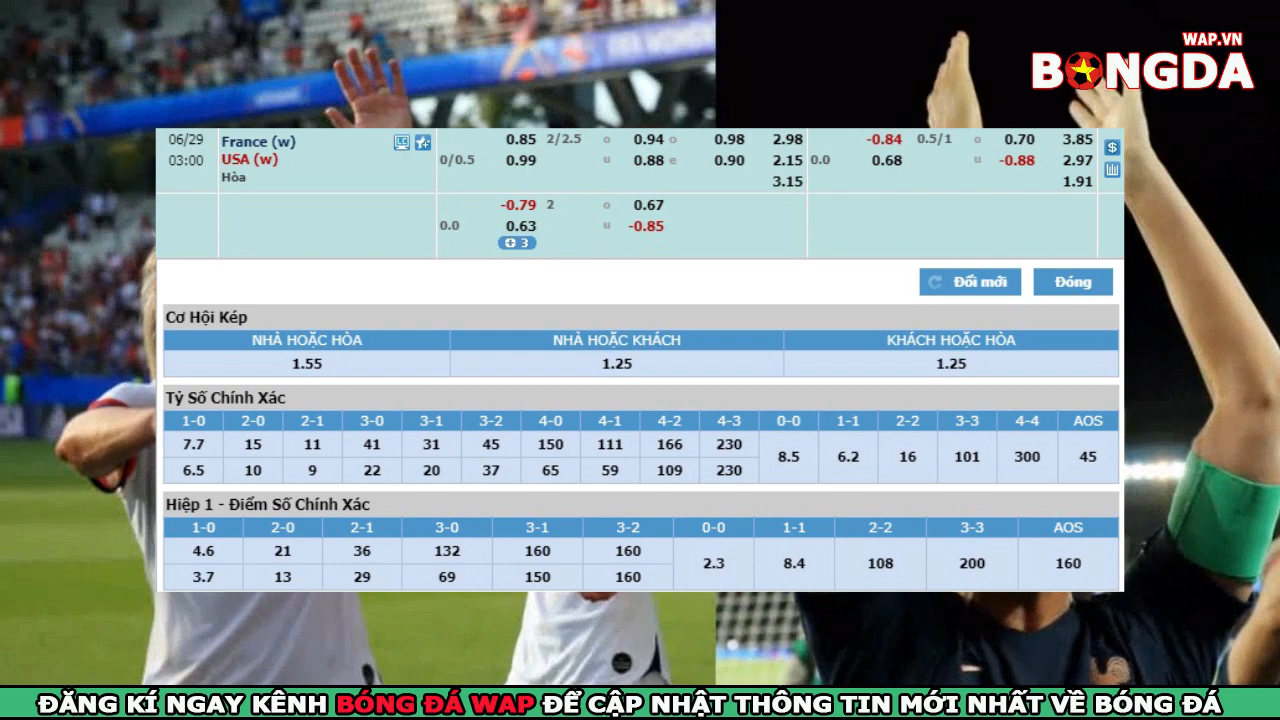 WAP.VN
BONGDA
06/29 France (w) 0.85 2/2.5 o 0.94 o 0.98 2.98 -0.84 0.5/1 o 0.70 3.85
03:00 USA (w) 0/0.5 0.99 u 0.88 e 0.90 2.15 0.0 0.68 u -0.88 2.97
Hòa 3.15 1.91
-0.79 2 o 0.67
0.0 0.63 u -0.85
3
Đổi mới Đóng
Cơ Hội Kép
NHÀ HOẶC HÒA NHÀ HOẶC KHÁCH KHÁCH HOẶC HÒA
1.55 1.25 1.25
Tỷ Số Chính Xác
1-0 2-0 2-1 3-0 3-1 3-2 4-0 4-1 4-2 4-3 0-0 1-1 2-2 3-3 4-4 AOS
7.7 15 11 41 31 45 150 111 166 230 8.5 6.2 16 101 300 45
6.5 10 9 22 20 37 65 59 109 230
Hiệp 1 - Điểm Số Chính Xác
1-0 2-0 2-1 3-0 3-1 3-2 0-0 1-1 2-2 3-3 AOS
4.6 21 36 132 160 160 2.3 8.4 108 200 160
3.7 13 29 69 150 160
ĐĂNG KÍ NGAY KÊNH BÓNG ĐÁ WAP ĐỂ CẬP NHẬT THÔNG TIN MỚI NHẤT VỀ BÓNG ĐÁ